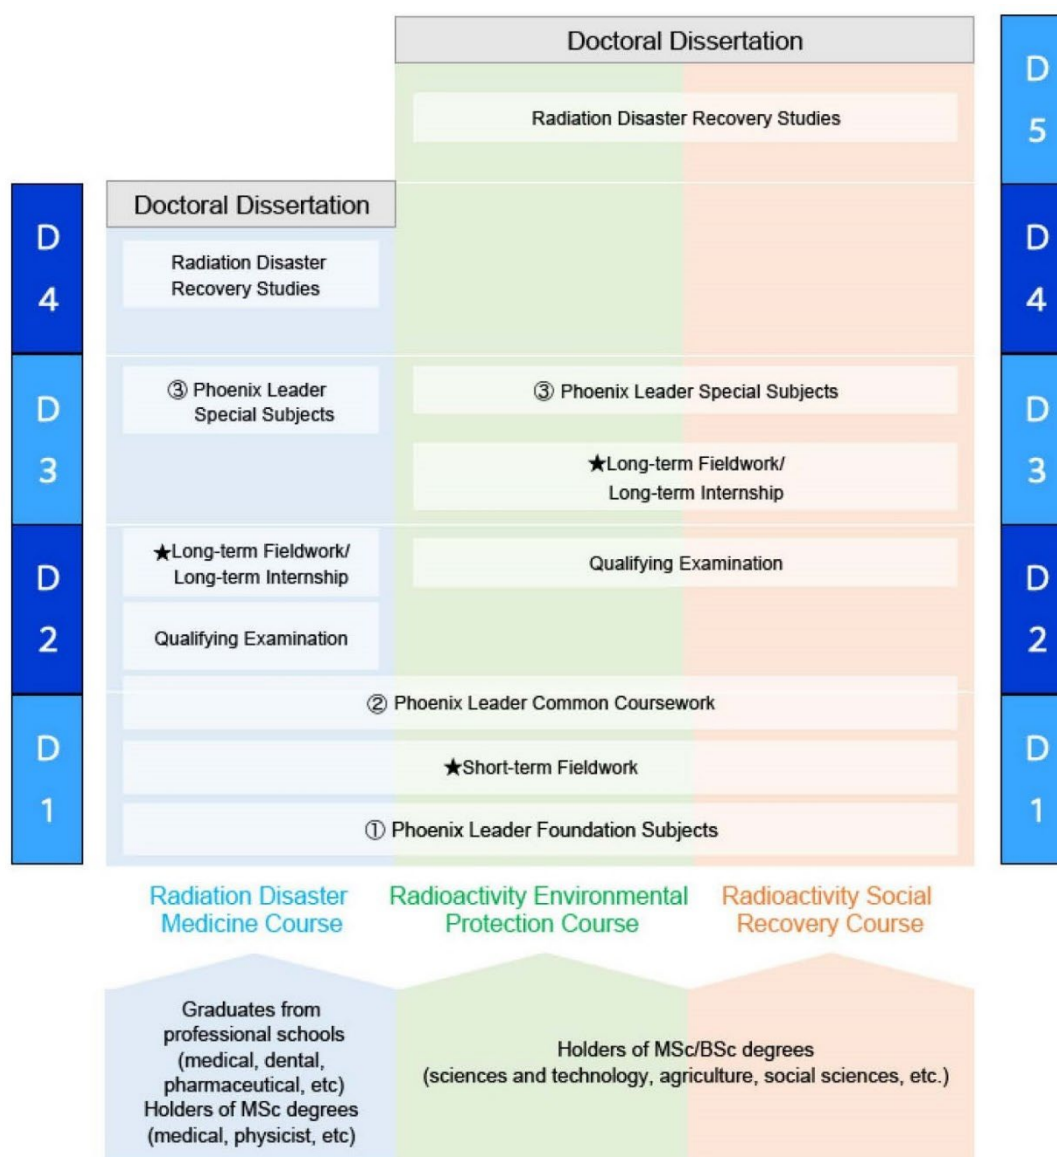 Doctoral Dissertation
D
5
Radiation Disaster Recovery Studies
D
4
Doctoral Dissertation
Radiation Disaster
Recovery Studies
D
4
D
3
③ Phoenix Leader
Special Subjects
③ Phoenix Leader Special Subjects
★Long-term Fieldwork/
Long-term Internship
D
3
D
2
★Long-term Fieldwork/
Long-term Internship
Qualifying Examination
Qualifying Examination
D
2
② Phoenix Leader Common Coursework
D
1
★Short-term Fieldwork
① Phoenix Leader Foundation Subjects
D
1
Radiation Disaster
Medicine Course
Radioactivity Environmental
Protection Course
Radioactivity Social
Recovery Course
Graduates from
professional schools
(medical, dental,
pharmaceutical, etc)
Holders of MSc degrees
(medical, physicist, etc)
Holders of MSc/BSc degrees
(sciences and technology, agriculture, social sciences, etc.)